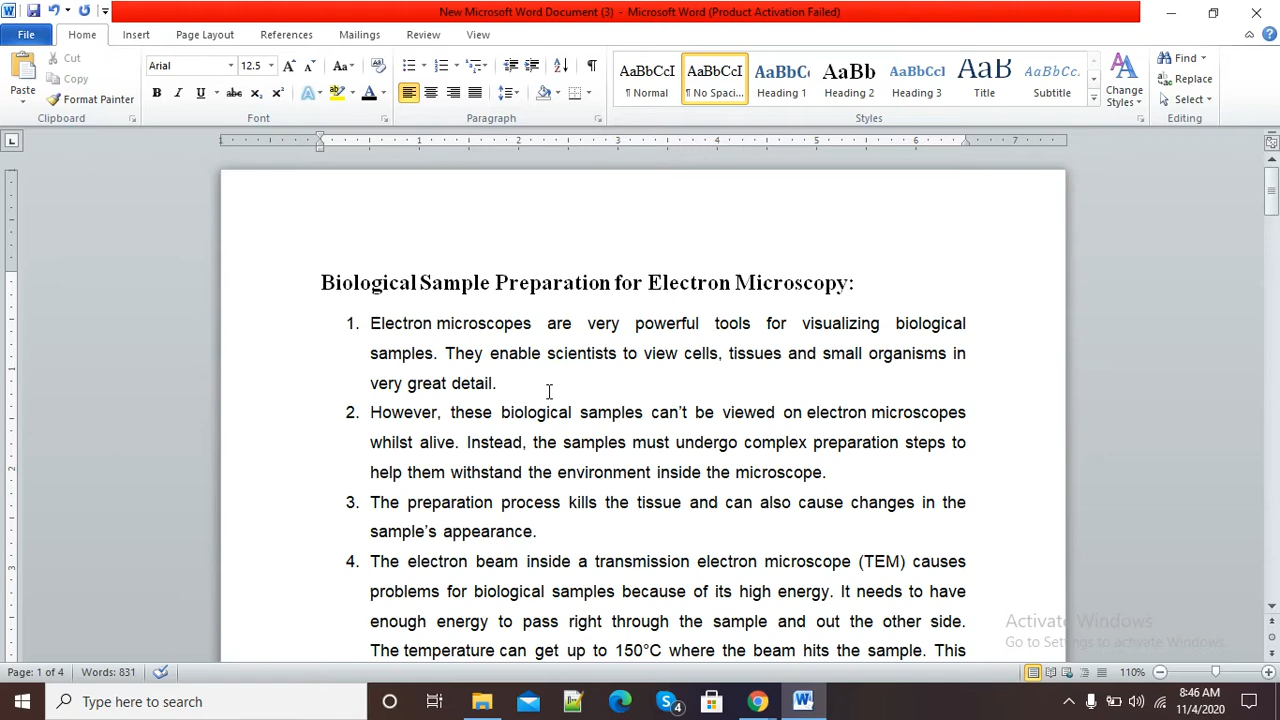 New Microsoft Word Document (3) - Microsoft Word (Product Activation Failed)
File Home Insert Page Layout References Mailings Review View
Paste
Cut
Copy
Format Painter
Clipboard
Arial 12.5
Font
Paragraph
AaBbCcI AaBbCcI AaBbC AaBb AaBbCcI AaB AaBbCc.
¶ Normal ¶ No Spaci... Heading 1 Heading 2 Heading 3 Title Subtitle
Change Styles
Styles
Find
Replace
Select
Editing
1 1 2 3 4 5 6 7
Biological Sample Preparation for Electron Microscopy:
1. Electron microscopes are very powerful tools for visualizing biological
samples. They enable scientists to view cells, tissues and small organisms in
very great detail.
2. However, these biological samples can’t be viewed on electron microscopes
whilst alive. Instead, the samples must undergo complex preparation steps to
help them withstand the environment inside the microscope.
3. The preparation process kills the tissue and can also cause changes in the
sample’s appearance.
4. The electron beam inside a transmission electron microscope (TEM) causes
problems for biological samples because of its high energy. It needs to have
enough energy to pass right through the sample and out the other side.
The temperature can get up to 150°C where the beam hits the sample. This
Activate Windows
Go to Settings to activate Windows.
Page: 1 of 4 Words: 831 110%
Type here to search
4
8:46 AM
11/4/2020